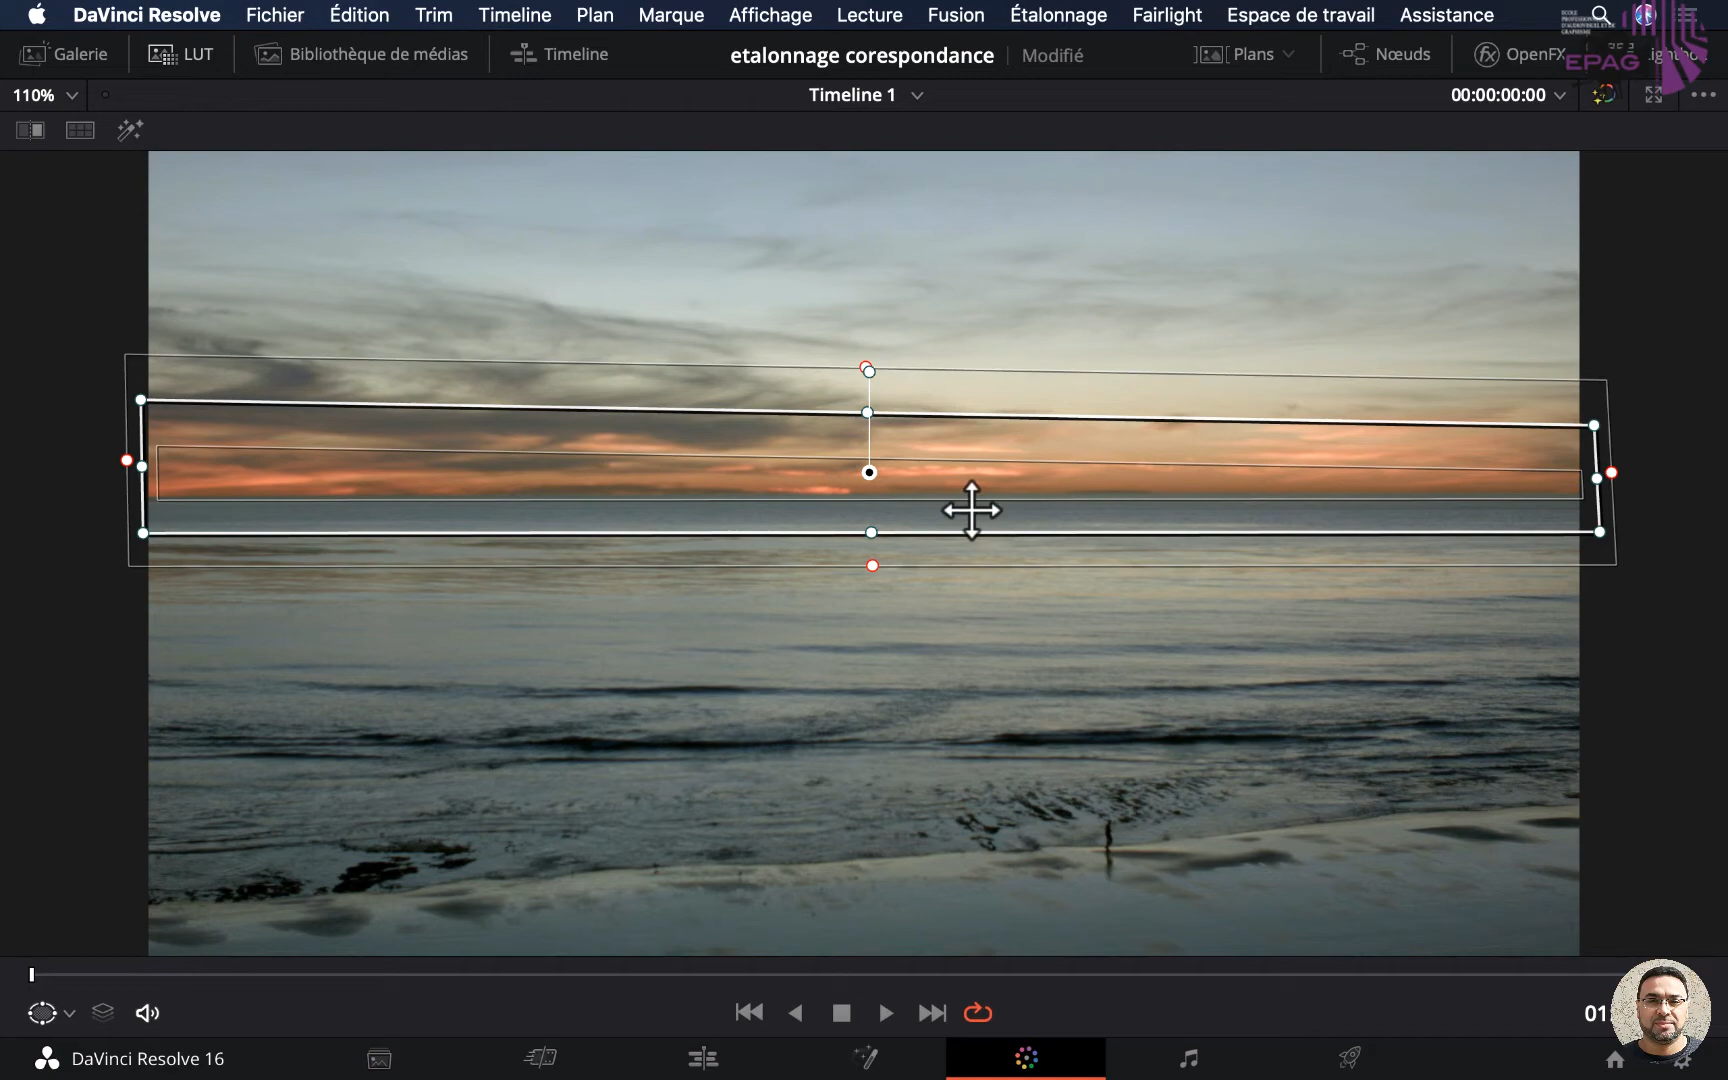 DaVinci Resolve Fichier Édition Trim Timeline Plan Marque Affichage Lecture Fusion Étalonnage Fairlight Espace de travail Assistance
Galerie LUT Bibliothèque de médias Timeline etalonnage corespondance Modifié Plans Nœuds OpenFX
EPAG
110% Timeline 1 00:00:00:00
01
DaVinci Resolve 16